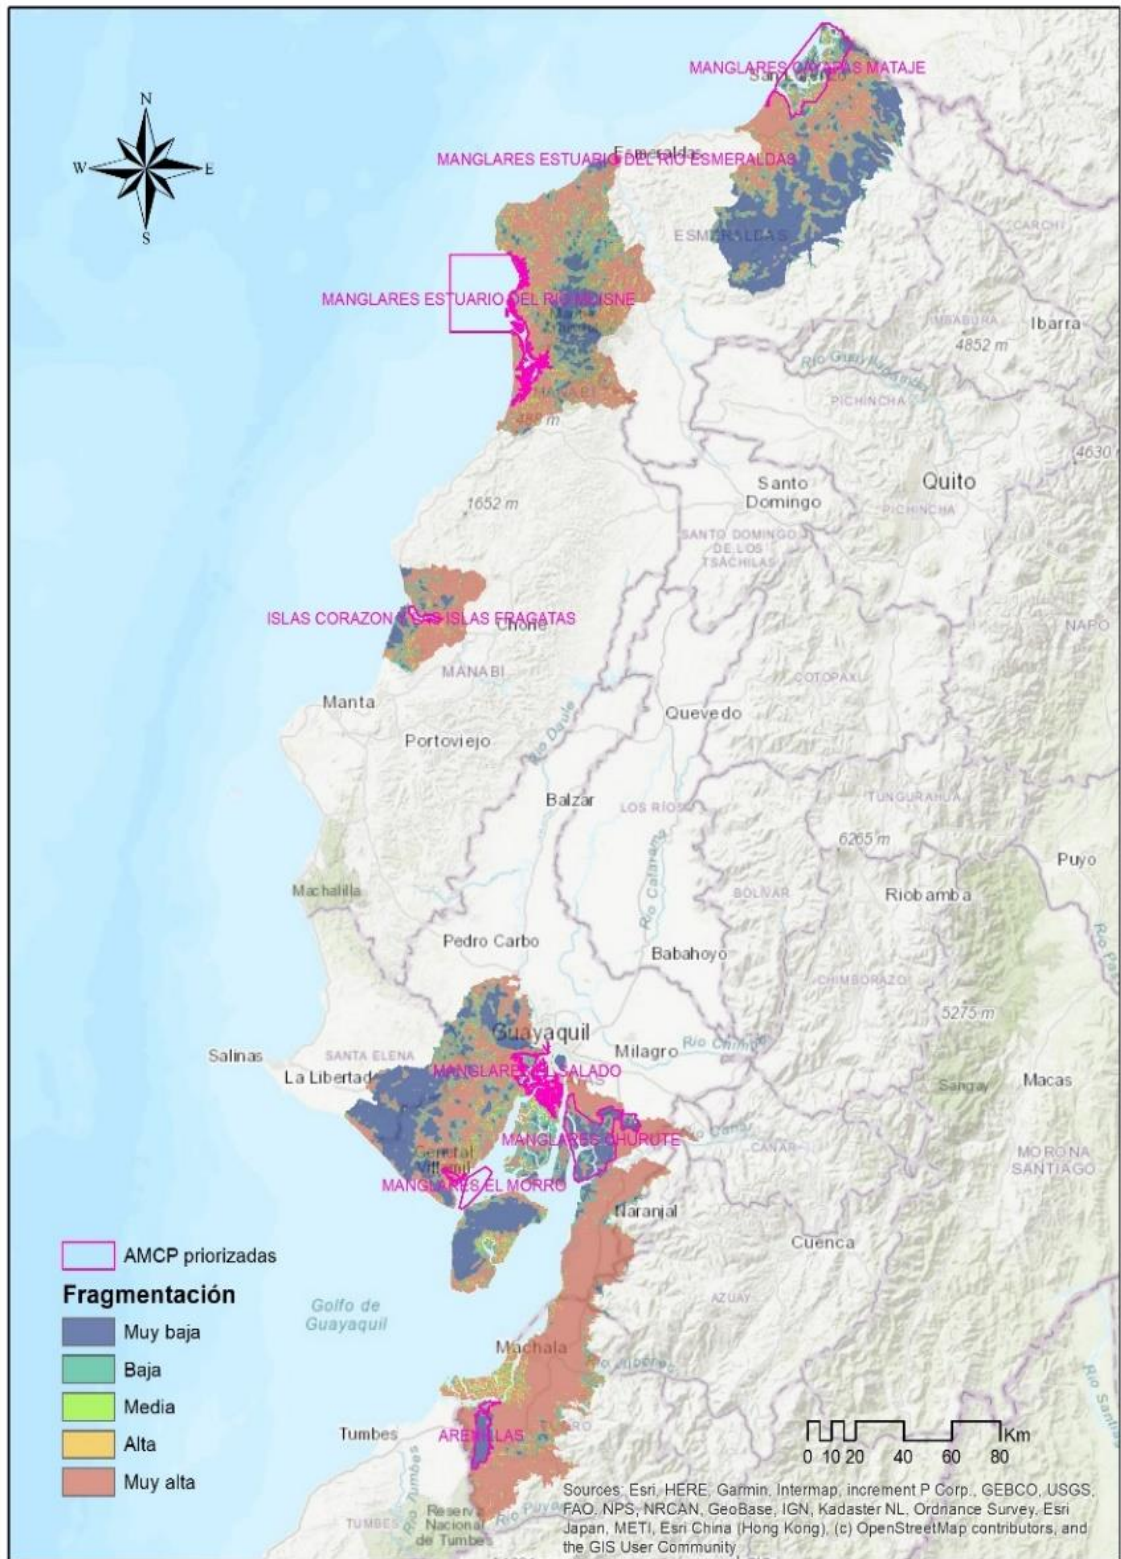 MANGLARES CAYAPAS MATAJE
N
W
E
S
Esmeraldas
MANGLARES ESTUARIO DEL RIO ESMERALDAS
ESMERALDAS
CARCHI
MANGLARES ESTUARIO DEL RIO MUISNE
IMBABURA
Ibarra
4852 m
PICHINCHA
4630
Quito
Santo
Domingo
1652 m
PICHINCHA
SANTO DOMINGO
DE LOS
TSÁCHILAS
ISLAS CORAZON Y LAS ISLAS FRAGATAS
Chone
NAPO
MANABI
COTOPAXI
Manta
Quevedo
Portoviejo
Rio Daule
Balzar
LOS RÍOS
TUNGURAHUA
6265 m
Puyo
Machalilla
BOLÍVAR
Riobamba
Pedro Carbo
Babahoyo
CHIMBORAZO
5275 m
Guayaquil
Salinas
SANTA ELENA
Milagro
La Libertad
MANGLARES EL SALADO
Sangay
Macas
MANGLARES CHURUTE
CAÑAR
MORONA
SANTIAGO
General
MANGLARES EL MORRO
Naranjal
Cuenca
AMCP priorizadas
Fragmentación
Muy baja
Baja
Media
Alta
Muy alta
Golfo de
Guayaquil
AZUAY
Machala
Tumbes
Rio Tumbes
ARENILLAS
0 5 10 20 40 60 80 Km
Reserva
Nacional
de Tumbes
TUMBES
Sources: Esri, HERE, Garmin, Intermap, increment P Corp., GEBCO, USGS,
FAO, NPS, NRCAN, GeoBase, IGN, Kadaster NL, Ordnance Survey, Esri
Japan, METI, Esri China (Hong Kong), (c) OpenStreetMap contributors, and
the GIS User Community